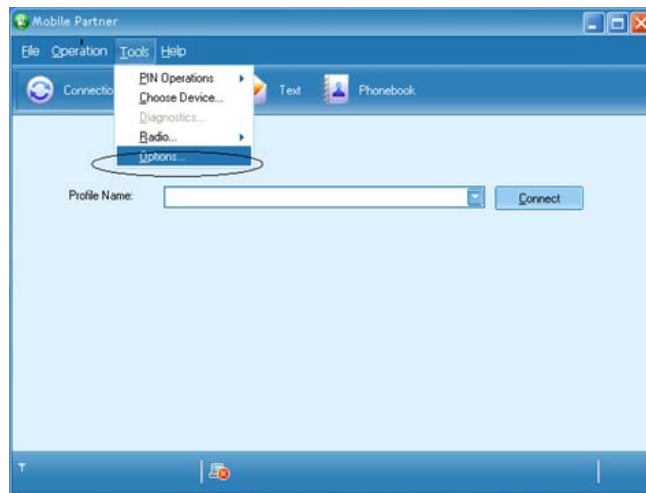 Mobile Partner
File Operation Tools Help
Connectio Text Phonebook
PIN Operations
Choose Device...
Diagnostics...
Radio...
Options...
Profile Name: Connect